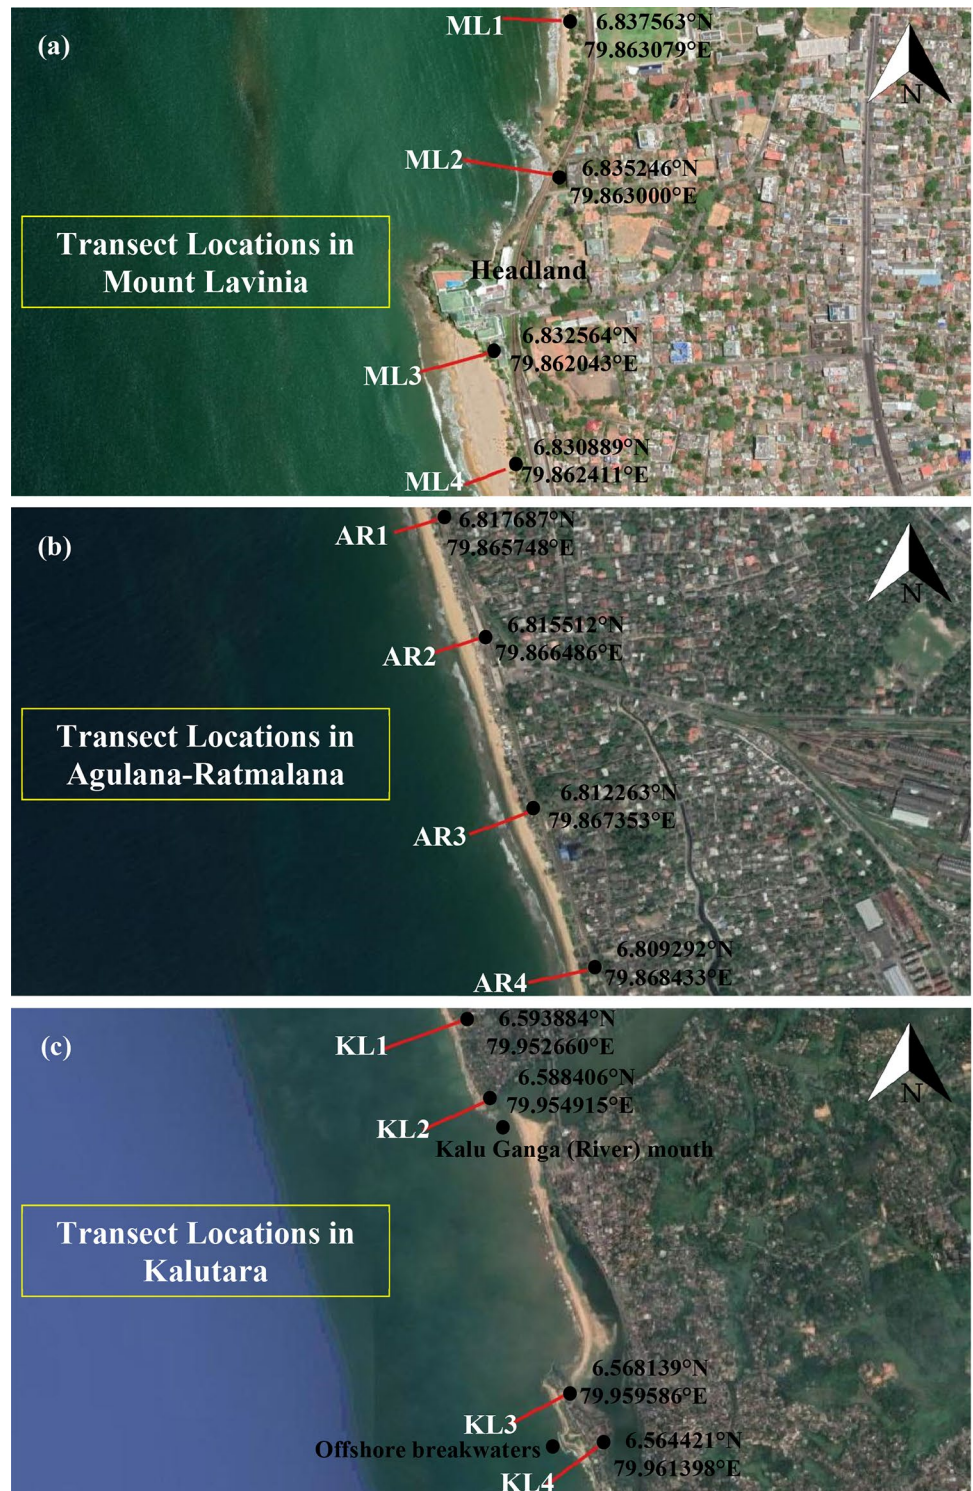 (a)
ML1
6.837563°N
79.863079°E
N
ML2
6.835246°N
79.863000°E
Transect Locations in
Mount Lavinia
Headland
6.832564°N
79.862043°E
ML3
6.830889°N
79.862411°E
ML4
(b)
AR1
6.817687°N
79.865748°E
N
AR2
6.815512°N
79.866486°E
Transect Locations in
Agulana-Ratmalana
6.812263°N
79.867353°E
AR3
6.809292°N
79.868433°E
AR4
(c)
KL1
6.593884°N
79.952660°E
N
6.588406°N
79.954915°E
KL2
Kalu Ganga (River) mouth
Transect Locations in
Kalutara
6.568139°N
79.959586°E
KL3
Offshore breakwaters
6.564421°N
79.961398°E
KL4